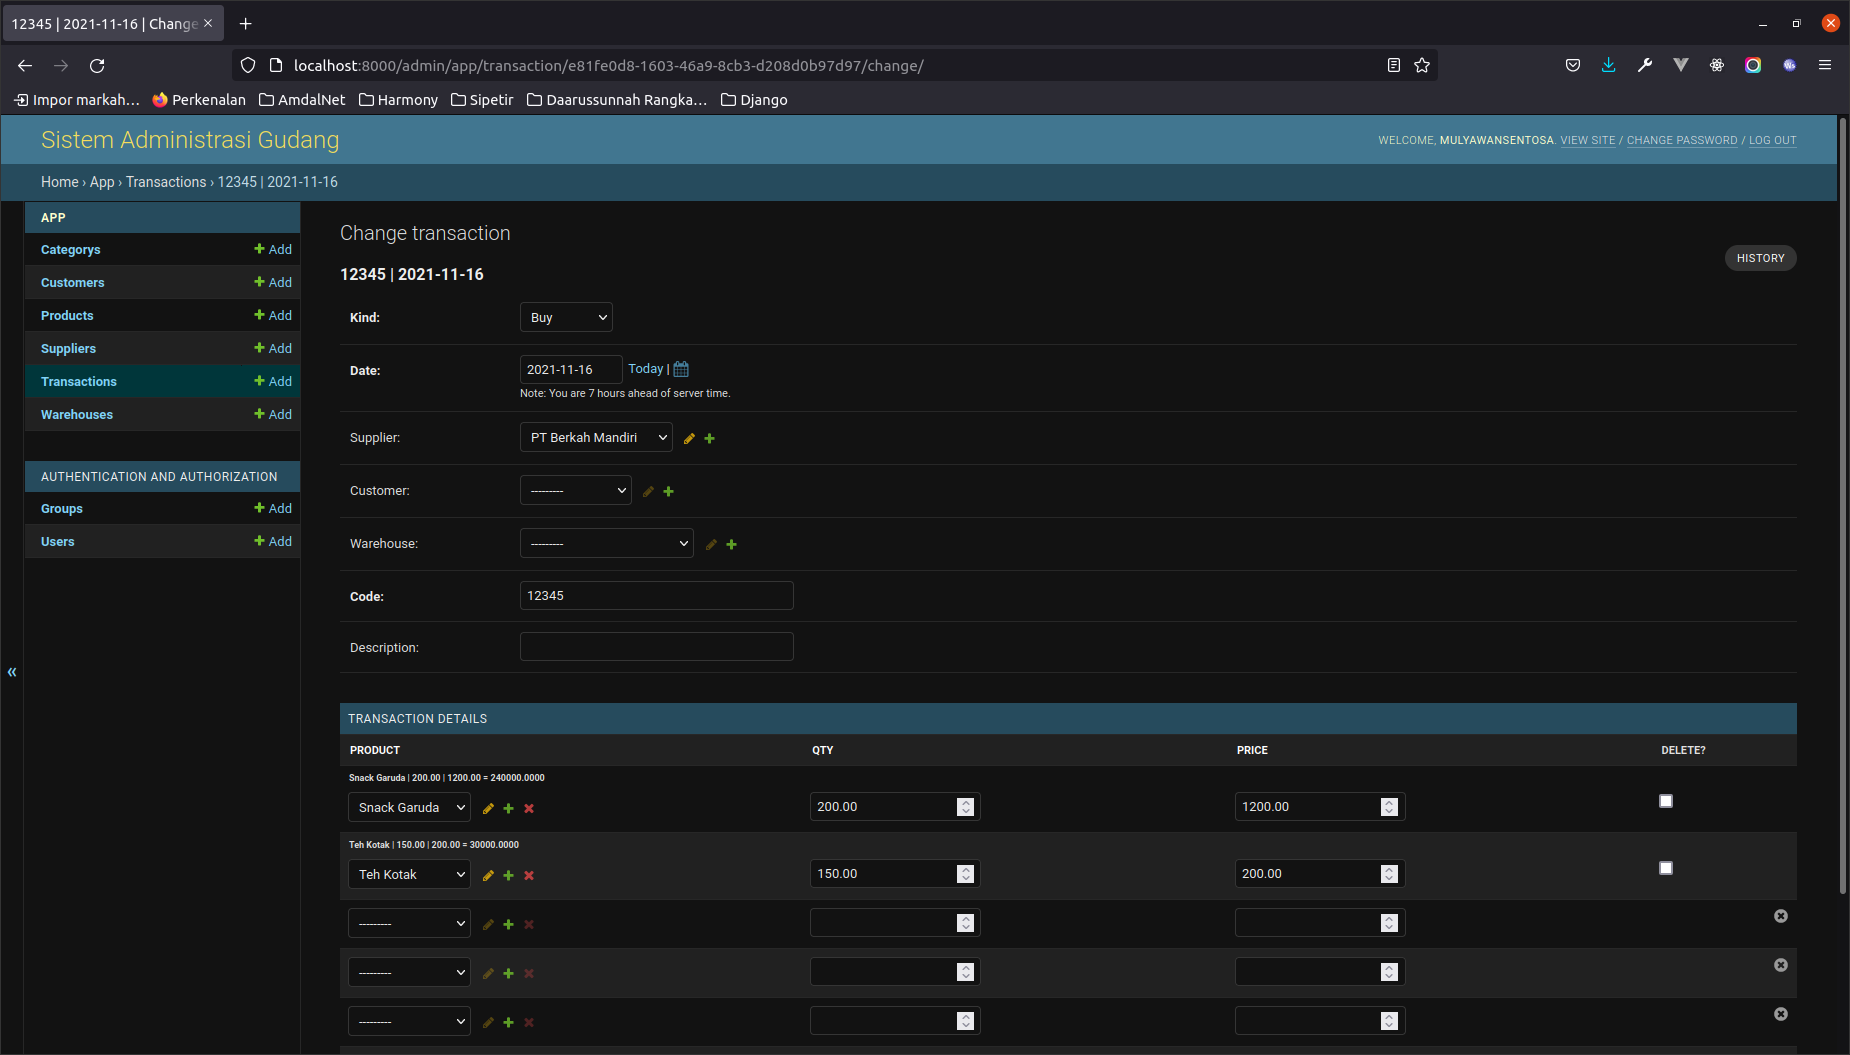 12345 | 2021-11-16 | Change
localhost:8000/admin/app/transaction/e81fe0d8-1603-46a9-8cb3-d208d0b97d97/change/
Impor markah… Perkenalan AmdalNet Harmony Sipetir Daarussunnah Rangka… Django
Sistem Administrasi Gudang
WELCOME, MULYAWANSENTOSA. VIEW SITE / CHANGE PASSWORD / LOG OUT
Home › App › Transactions › 12345 | 2021-11-16
APP
Categorys Add
Customers Add
Products Add
Suppliers Add
Transactions Add
Warehouses Add
AUTHENTICATION AND AUTHORIZATION
Groups Add
Users Add
«
Change transaction
HISTORY
12345 | 2021-11-16
Kind: Buy
Date: 2021-11-16 Today |
Note: You are 7 hours ahead of server time.
Supplier: PT Berkah Mandiri
Customer: ---------
Warehouse: ---------
Code: 12345
Description:
TRANSACTION DETAILS
PRODUCT QTY PRICE DELETE?
Snack Garuda | 200.00 | 1200.00 = 240000.0000
Snack Garuda 200.00 1200.00
Teh Kotak | 150.00 | 200.00 = 30000.0000
Teh Kotak 150.00 200.00
---------
---------
---------